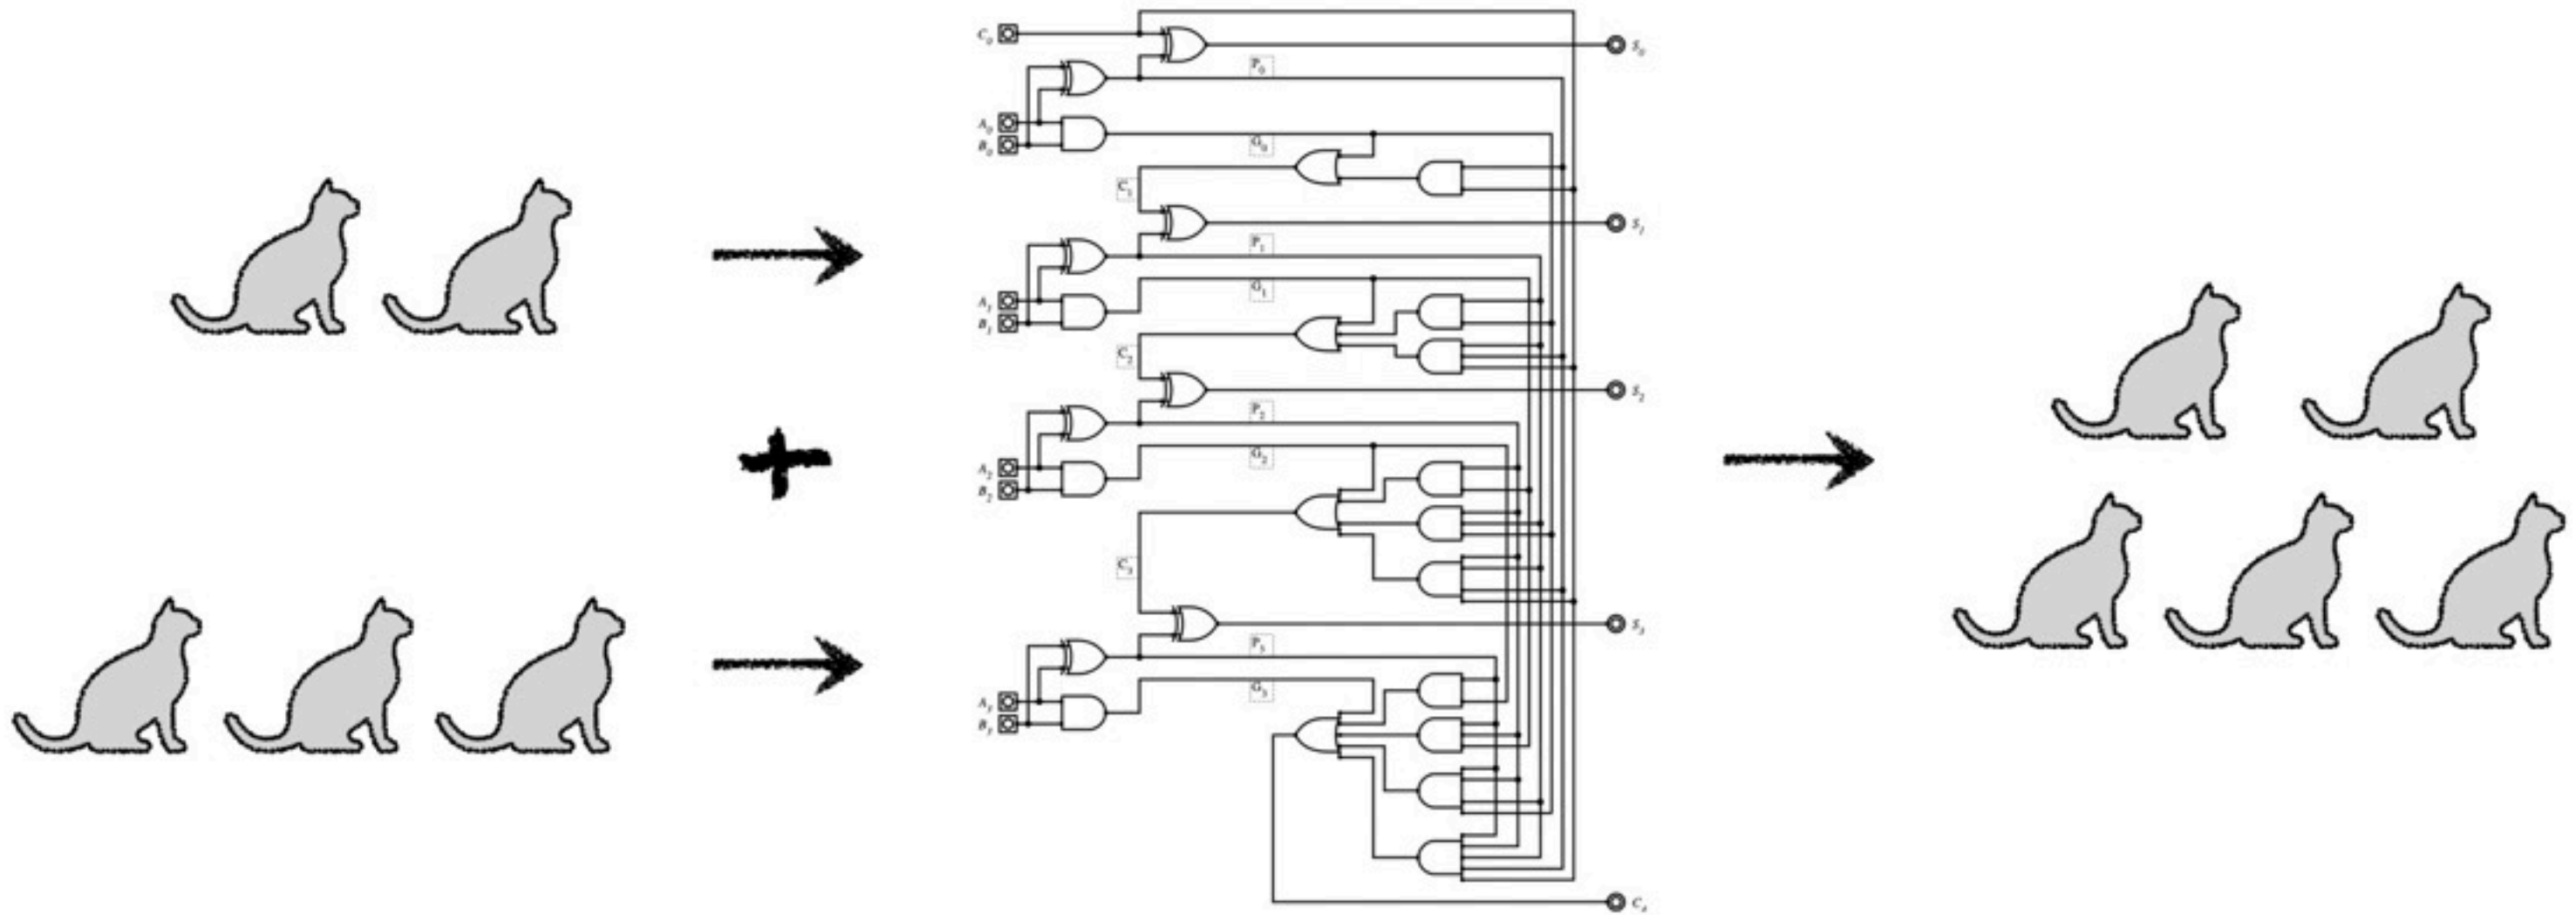 C₀
S₀
P₀
A₀
B₀
G₀
C₁
S₁
P₁
G₁
A₁
B₁
C₂
S₂
P₂
G₂
A₂
B₂
C₃
S₃
P₃
G₃
A₃
B₃
C₄